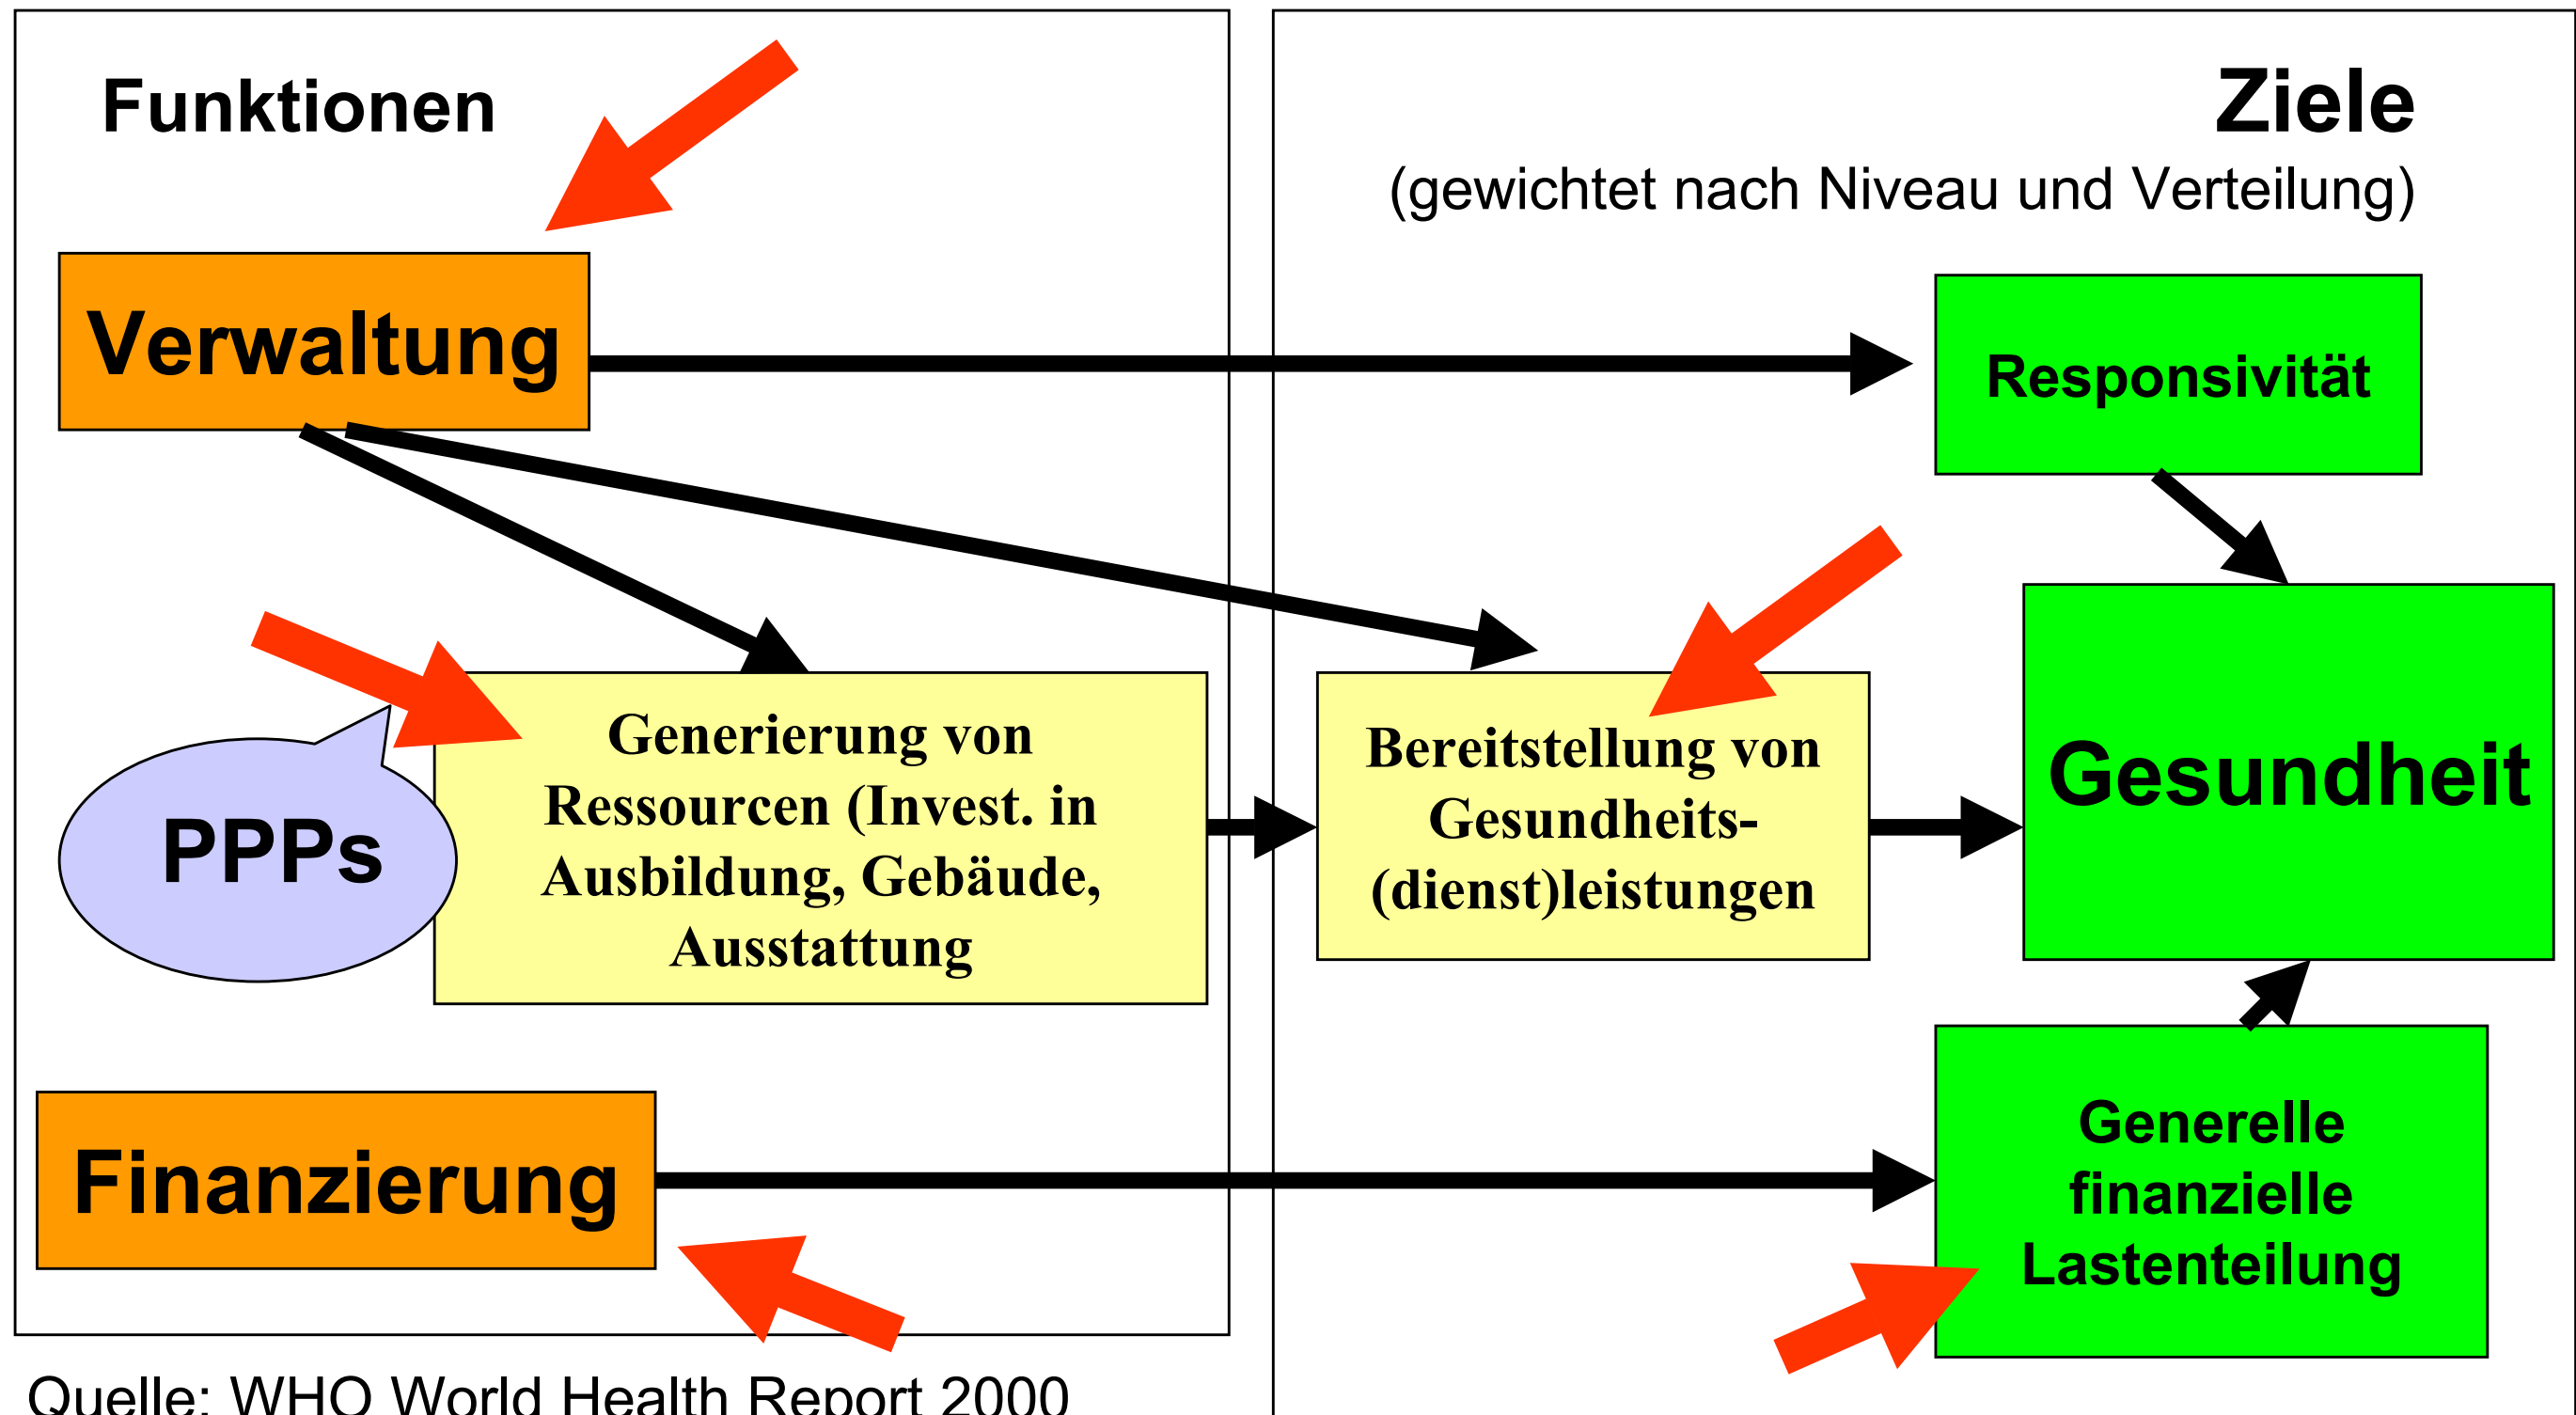 Funktionen
Ziele
(gewichtet nach Niveau und Verteilung)
Verwaltung
Responsivität
Generierung von
Ressourcen (Invest. in
Ausbildung, Gebäude,
Ausstattung
Bereitstellung von
Gesundheits-
(dienst)leistungen
Gesundheit
PPPs
Finanzierung
Generelle
finanzielle
Lastenteilung
Quelle: WHO World Health Report 2000